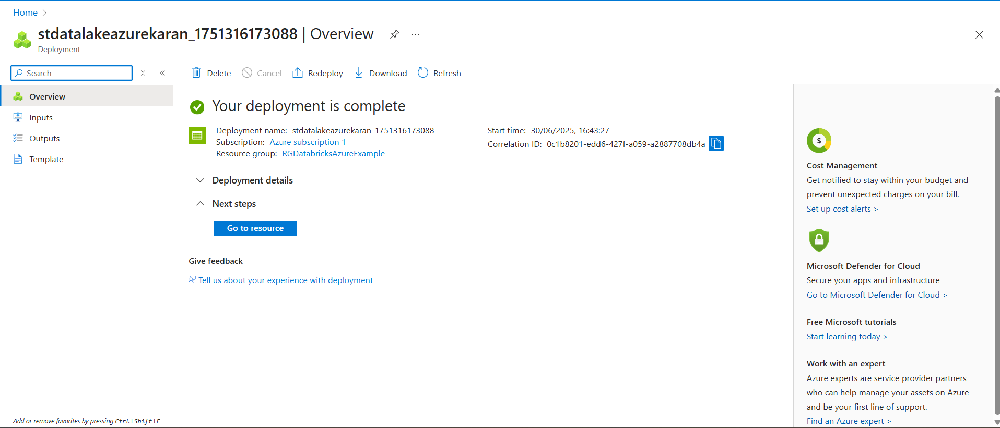 Home
stdatalakeazurekaran_1751316173088 | Overview
Deployment
Search
Delete
Cancel
Redeploy
Download
Refresh
Overview
Inputs
Outputs
Template
Add or remove favorites by pressing Ctrl+Shift+F
Your deployment is complete
Deployment name: stdatalakeazurekaran_1751316173088
Subscription: Azure subscription 1
Resource group: RGDatabricksAzureExample
Start time: 30/06/2025, 16:43:27
Correlation ID: 0c1b8201-edd6-427f-a059-a2887708db4a
Deployment details
Next steps
Go to resource
Give feedback
Tell us about your experience with deployment
$
Cost Management
Get notified to stay within your budget and
prevent unexpected charges on your bill.
Set up cost alerts >
Microsoft Defender for Cloud
Secure your apps and infrastructure
Go to Microsoft Defender for Cloud >
Free Microsoft tutorials
Start learning today >
Work with an expert
Azure experts are service provider partners
who can help manage your assets on Azure
and be your first line of support.
Find an Azure expert >